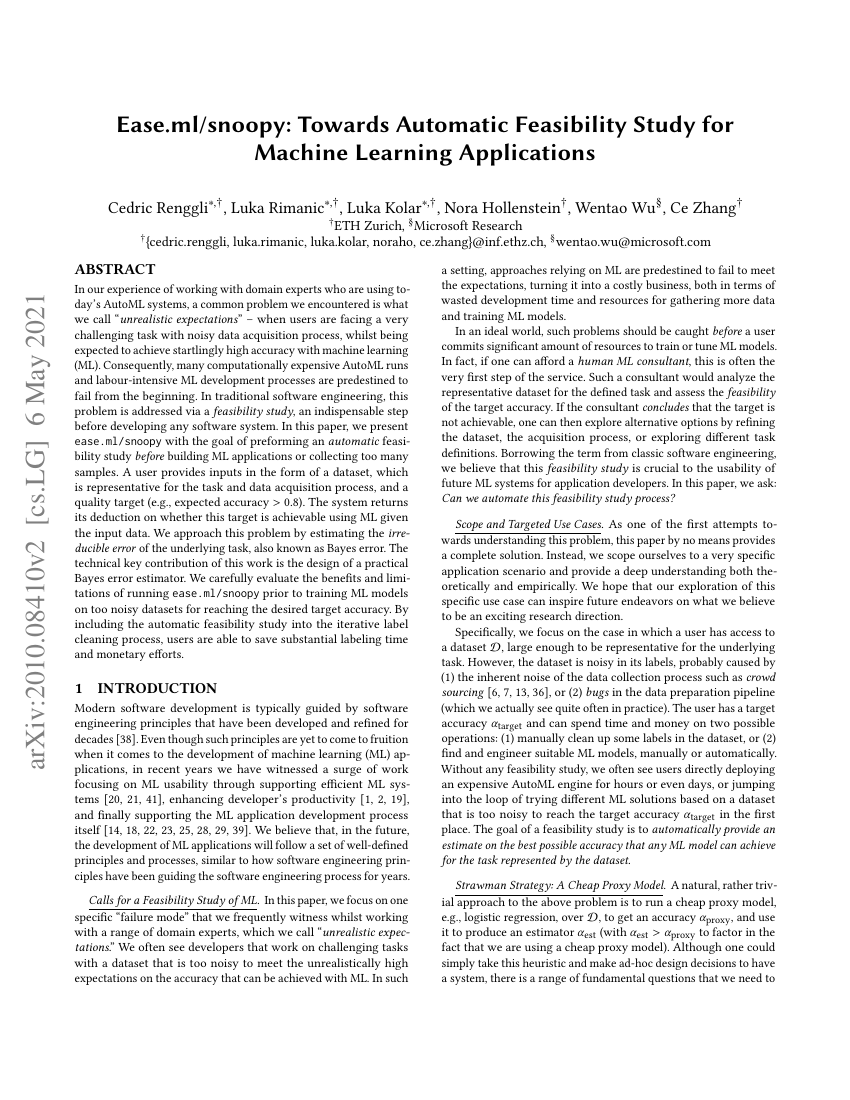 arXiv:2010.08410v2 [cs.LG] 6 May 2021
Ease.ml/snoopy: Towards Automatic Feasibility Study for
Machine Learning Applications
Cedric Renggli*,†, Luka Rimanic*,†, Luka Kolar*,†, Nora Hollenstein†, Wentao Wu§, Ce Zhang†
†ETH Zurich, §Microsoft Research
†{cedric.renggli, luka.rimanic, luka.kolar, noraho, ce.zhang}@inf.ethz.ch, §wentao.wu@microsoft.com
ABSTRACT
In our experience of working with domain experts who are using to-
day's AutoML systems, a common problem we encountered is what
we call "unrealistic expectations" – when users are facing a very
challenging task with noisy data acquisition process, whilst being
expected to achieve startlingly high accuracy with machine learning
(ML). Consequently, many computationally expensive AutoML runs
and labour-intensive ML development processes are predestined to
fail from the beginning. In traditional software engineering, this
problem is addressed via a feasibility study, an indispensable step
before developing any software system. In this paper, we present
ease.ml/snoopy with the goal of preforming an automatic feasi-
bility study before building ML applications or collecting too many
samples. A user provides inputs in the form of a dataset, which
is representative for the task and data acquisition process, and a
quality target (e.g., expected accuracy > 0.8). The system returns
its deduction on whether this target is achievable using ML given
the input data. We approach this problem by estimating the irre-
ducible error of the underlying task, also known as Bayes error. The
technical key contribution of this work is the design of a practical
Bayes error estimator. We carefully evaluate the benefits and limi-
tations of running ease.ml/snoopy prior to training ML models
on too noisy datasets for reaching the desired target accuracy. By
including the automatic feasibility study into the iterative label
cleaning process, users are able to save substantial labeling time
and monetary efforts.
1 INTRODUCTION
Modern software development is typically guided by software
engineering principles that have been developed and refined for
decades [38]. Even though such principles are yet to come to fruition
when it comes to the development of machine learning (ML) ap-
plications, in recent years we have witnessed a surge of work
focusing on ML usability through supporting efficient ML sys-
tems [20, 21, 41], enhancing developer's productivity [1, 2, 19],
and finally supporting the ML application development process
itself [14, 18, 22, 23, 25, 28, 29, 39]. We believe that, in the future,
the development of ML applications will follow a set of well-defined
principles and processes, similar to how software engineering prin-
ciples have been guiding the software engineering process for years.
Calls for a Feasibility Study of ML. In this paper, we focus on one
specific "failure mode" that we frequently witness whilst working
with a range of domain experts, which we call "unrealistic expec-
tations." We often see developers that work on challenging tasks
with a dataset that is too noisy to meet the unrealistically high
expectations on the accuracy that can be achieved with ML. In such
a setting, approaches relying on ML are predestined to fail to meet
the expectations, turning it into a costly business, both in terms of
wasted development time and resources for gathering more data
and training ML models.
In an ideal world, such problems should be caught before a user
commits significant amount of resources to train or tune ML models.
In fact, if one can afford a human ML consultant, this is often the
very first step of the service. Such a consultant would analyze the
representative dataset for the defined task and assess the feasibility
of the target accuracy. If the consultant concludes that the target is
not achievable, one can then explore alternative options by refining
the dataset, the acquisition process, or exploring different task
definitions. Borrowing the term from classic software engineering,
we believe that this feasibility study is crucial to the usability of
future ML systems for application developers. In this paper, we ask:
Can we automate this feasibility study process?
Scope and Targeted Use Cases. As one of the first attempts to-
wards understanding this problem, this paper by no means provides
a complete solution. Instead, we scope ourselves to a very specific
application scenario and provide a deep understanding both the-
oretically and empirically. We hope that our exploration of this
specific use case can inspire future endeavors on what we believe
to be an exciting research direction.
Specifically, we focus on the case in which a user has access to
a dataset D, large enough to be representative for the underlying
task. However, the dataset is noisy in its labels, probably caused by
(1) the inherent noise of the data collection process such as crowd
sourcing [6, 7, 13, 36], or (2) bugs in the data preparation pipeline
(which we actually see quite often in practice). The user has a target
accuracy αtarget and can spend time and money on two possible
operations: (1) manually clean up some labels in the dataset, or (2)
find and engineer suitable ML models, manually or automatically.
Without any feasibility study, we often see users directly deploying
an expensive AutoML engine for hours or even days, or jumping
into the loop of trying different ML solutions based on a dataset
that is too noisy to reach the target accuracy αtarget in the first
place. The goal of a feasibility study is to automatically provide an
estimate on the best possible accuracy that any ML model can achieve
for the task represented by the dataset.
Strawman Strategy: A Cheap Proxy Model. A natural, rather triv-
ial approach to the above problem is to run a cheap proxy model,
e.g., logistic regression, over D, to get an accuracy αproxy, and use
it to produce an estimator αest (with αest > αproxy to factor in the
fact that we are using a cheap proxy model). Although one could
simply take this heuristic and make ad-hoc design decisions to have
a system, there is a range of fundamental questions that we need to